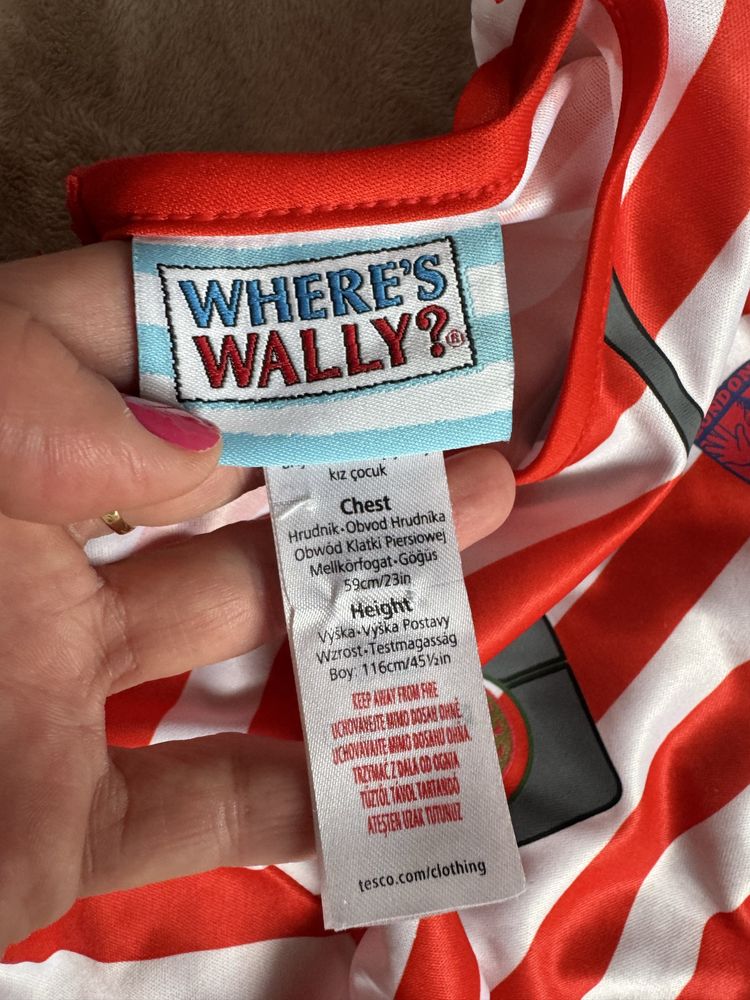 WHERE'S
WALLY?®
kız çocuk
Chest
Hrudník•Obvod Hrudníka
Obwód Klatki Piersiowej
Mellkörfogat•Göğüs
59cm/23in
Height
Výška•Výška Postavy
Wzrost•Testmagasság
Boy: 116cm/45½in
KEEP AWAY FROM FIRE
UCHOVÁVEJTE MIMO DOSAH OHNĚ
UCHOVÁVAJTE MIMO DOSAHU OHŇA
TRZYMAĆ Z DALA OD OGNIA
TŰZTŐL TÁVOL TARTANDÓ
ATEŞTEN UZAK TUTUNUZ
tesco.com/clothing
LONDON